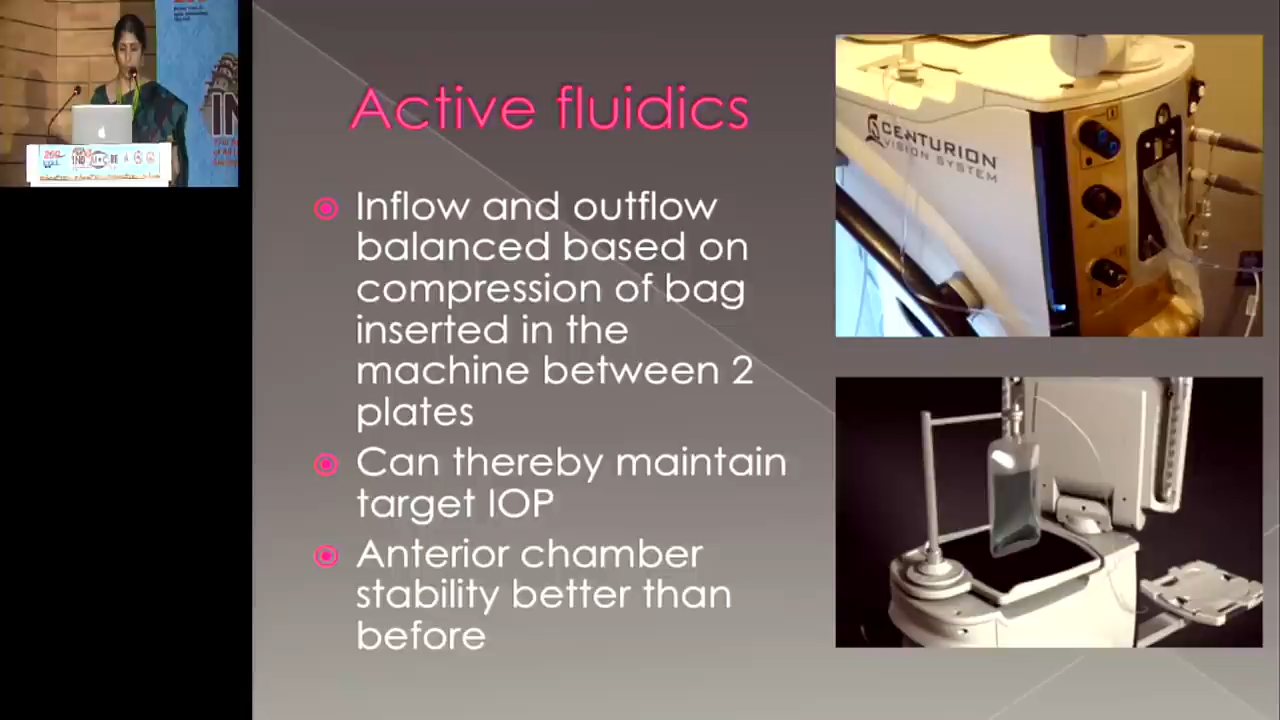 Active fluidics
Inflow and outflow
balanced based on
compression of bag
inserted in the
machine between 2
plates
Can thereby maintain
target IOP
Anterior chamber
stability better than
before
CENTURION
VISION SYSTEM
IN